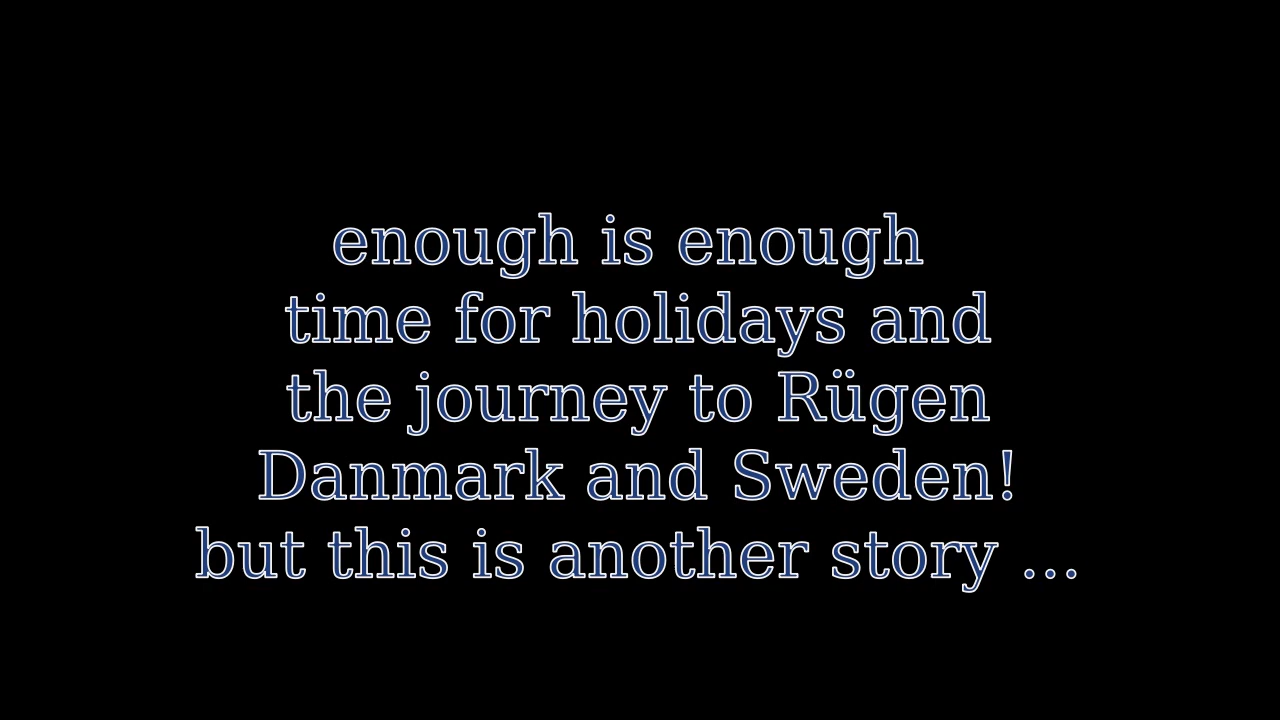 enough is enough
time for holidays and
the journey to Rügen
Danmark and Sweden!
but this is another story ...